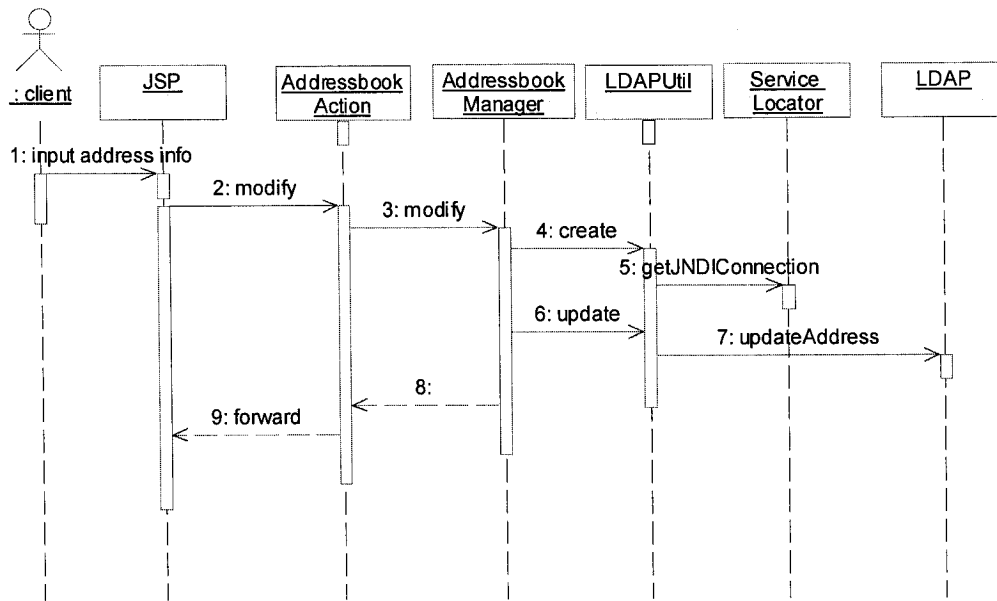 : client
JSP
Addressbook
Action
Addressbook
Manager
LDAPUtil
Service
Locator
LDAP
1: input address info
2: modify
3: modify
4: create
5: getJNDIConnection
6: update
7: updateAddress
8:
9: forward